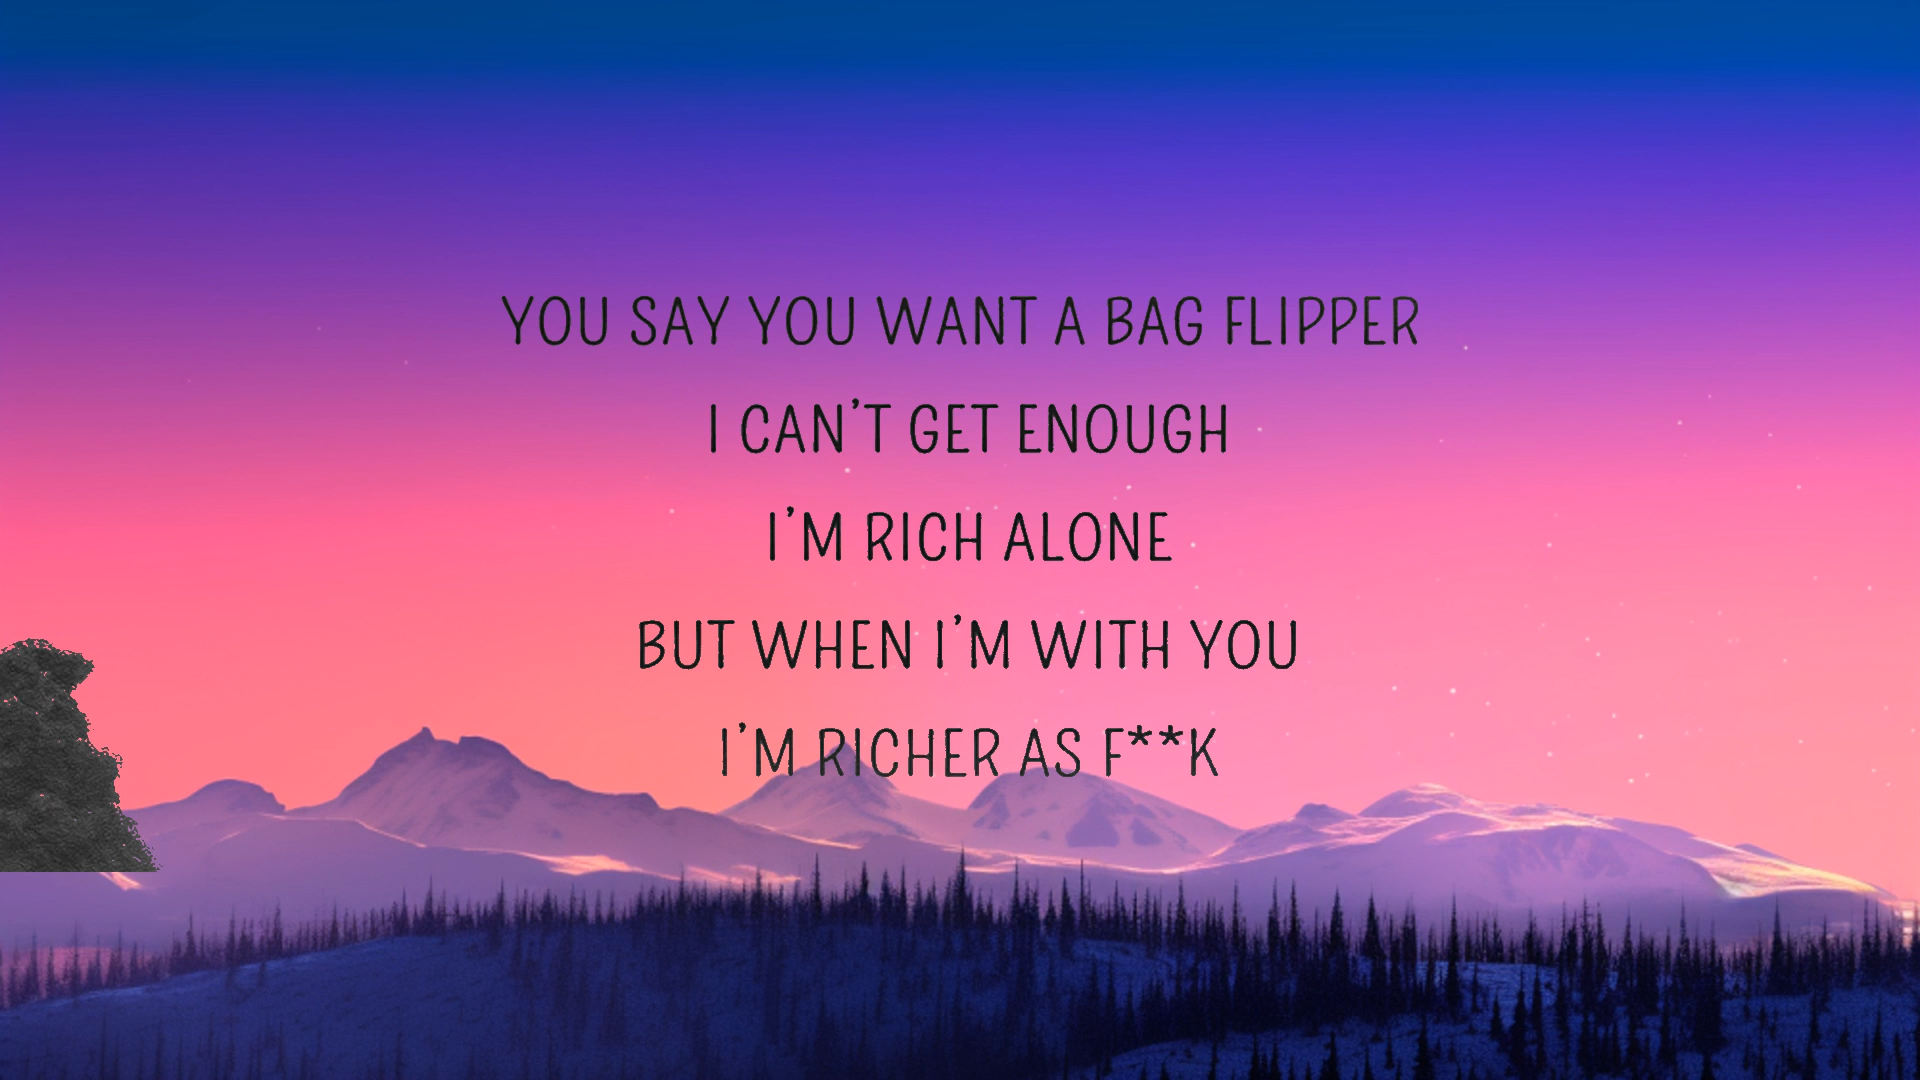 YOU SAY YOU WANT A BAG FLIPPER
I CAN’T GET ENOUGH
I’M RICH ALONE
BUT WHEN I’M WITH YOU
I’M RICHER AS F**K